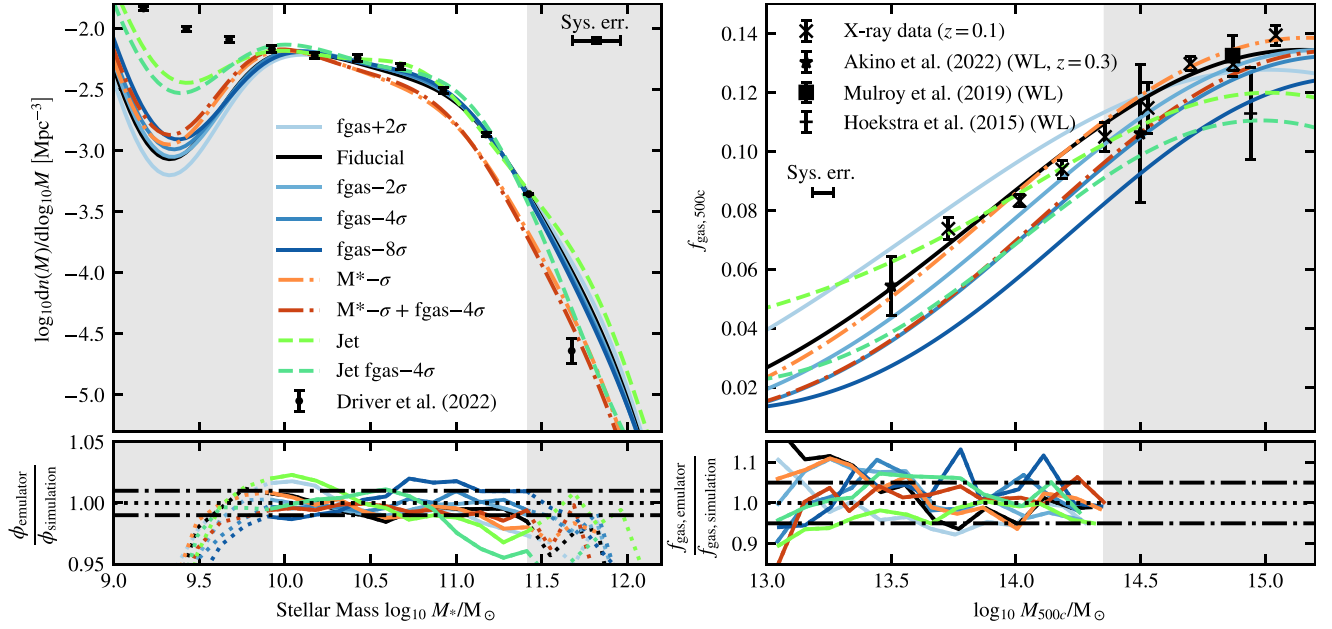 log₁₀dn(M)/dlog₁₀M [Mpc⁻³]
−2.0
−2.5
−3.0
−3.5
−4.0
−4.5
−5.0
Sys. err.
fgas+2σ
Fiducial
fgas−2σ
fgas−4σ
fgas−8σ
M*−σ
M*−σ + fgas−4σ
Jet
Jet fgas−4σ
Driver et al. (2022)
ϕemulator
ϕsimulation
1.05
1.00
0.95
9.0 9.5 10.0 10.5 11.0 11.5 12.0
Stellar Mass log₁₀ M*/M⊙
fgas, 500c
0.14
0.12
0.10
0.08
0.06
0.04
0.02
X-ray data (z=0.1)
Akino et al. (2022) (WL, z=0.3)
Mulroy et al. (2019) (WL)
Hoekstra et al. (2015) (WL)
Sys. err.
fgas, emulator
fgas, simulation
1.1
1.0
0.9
13.0 13.5 14.0 14.5 15.0
log₁₀ M500c/M⊙